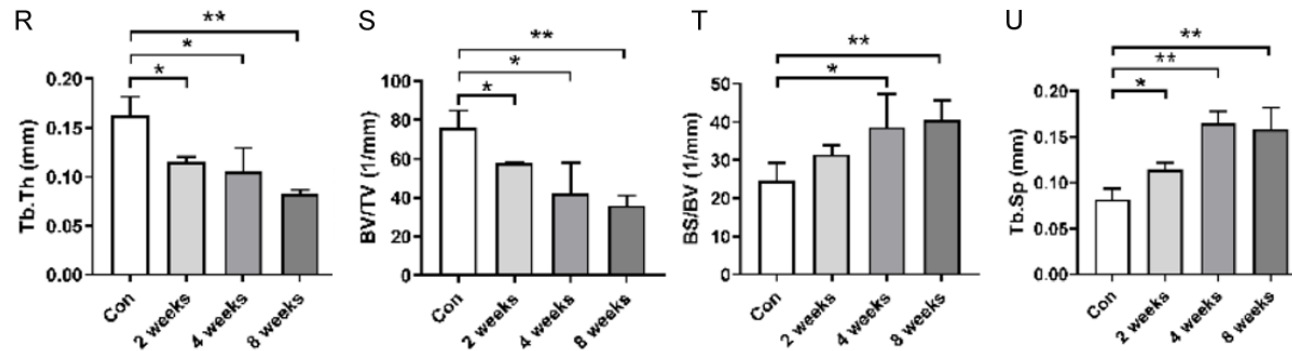 R
**
*
*
0.20
0.15
0.10
0.05
0.00
Tb.Th (mm)
Con
2 weeks
4 weeks
8 weeks
S
**
*
*
100
80
60
40
20
0
BV/TV (1/mm)
Con
2 weeks
4 weeks
8 weeks
T
**
*
50
40
30
20
10
0
BS/BV (1/mm)
Con
2 weeks
4 weeks
8 weeks
U
**
**
*
0.20
0.15
0.10
0.05
0.00
Tb.Sp (mm)
Con
2 weeks
4 weeks
8 weeks